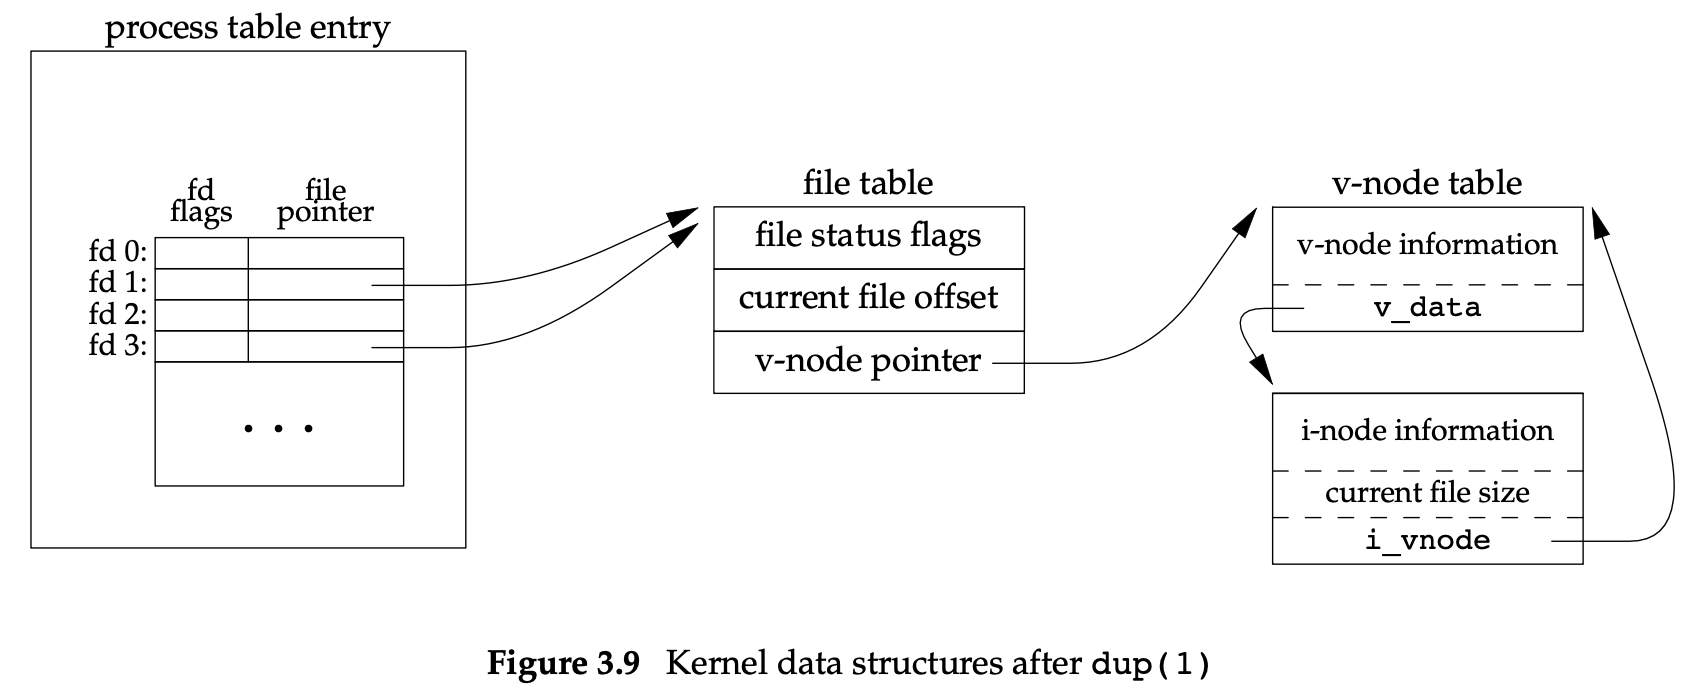 process table entry
fd
flags
file
pointer
fd 0:
fd 1:
fd 2:
fd 3:
. . .
file table
file status flags
current file offset
v-node pointer
v-node table
v-node information
v_data
i-node information
current file size
i_vnode
Figure 3.9 Kernel data structures after dup(1)